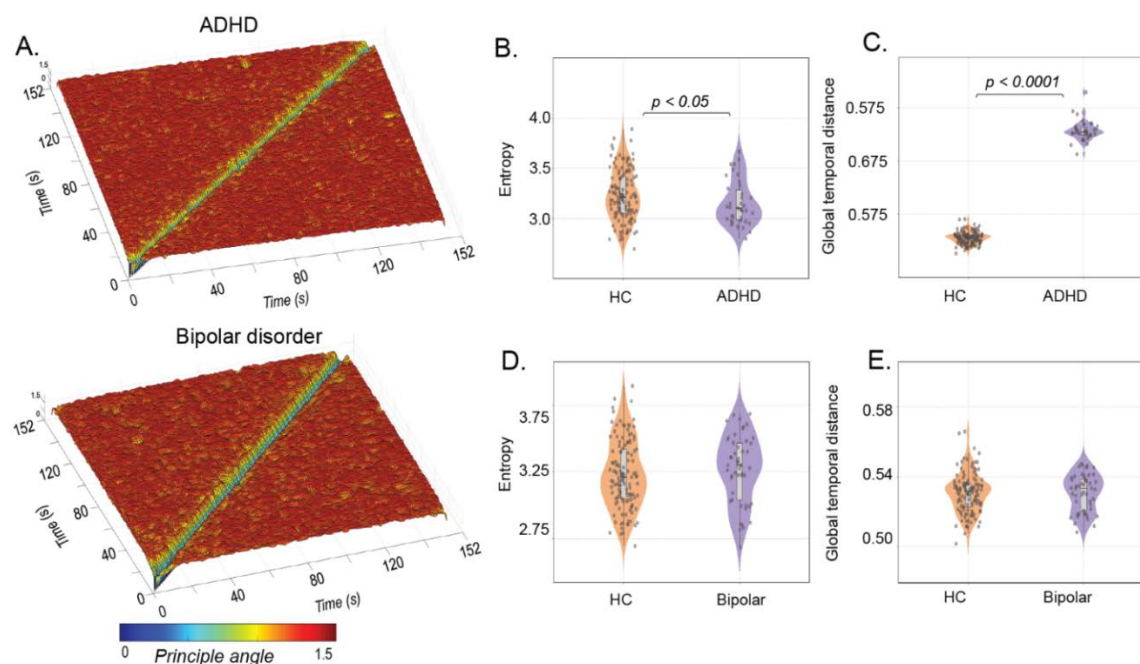 A.
ADHD
1.5
0
152
120
80
40
0
Time (s)
0
40
80
120
152
Time (s)
Bipolar disorder
1.5
0
152
120
80
40
0
Time (s)
0
40
80
120
152
Time (s)
0
Principle angle
1.5
B.
p < 0.05
Entropy
4.0
3.5
3.0
HC
ADHD
C.
p < 0.0001
Global temporal distance
0.575
0.675
0.575
HC
ADHD
D.
Entropy
3.75
3.25
2.75
HC
Bipolar
E.
Global temporal distance
0.58
0.54
0.50
HC
Bipolar